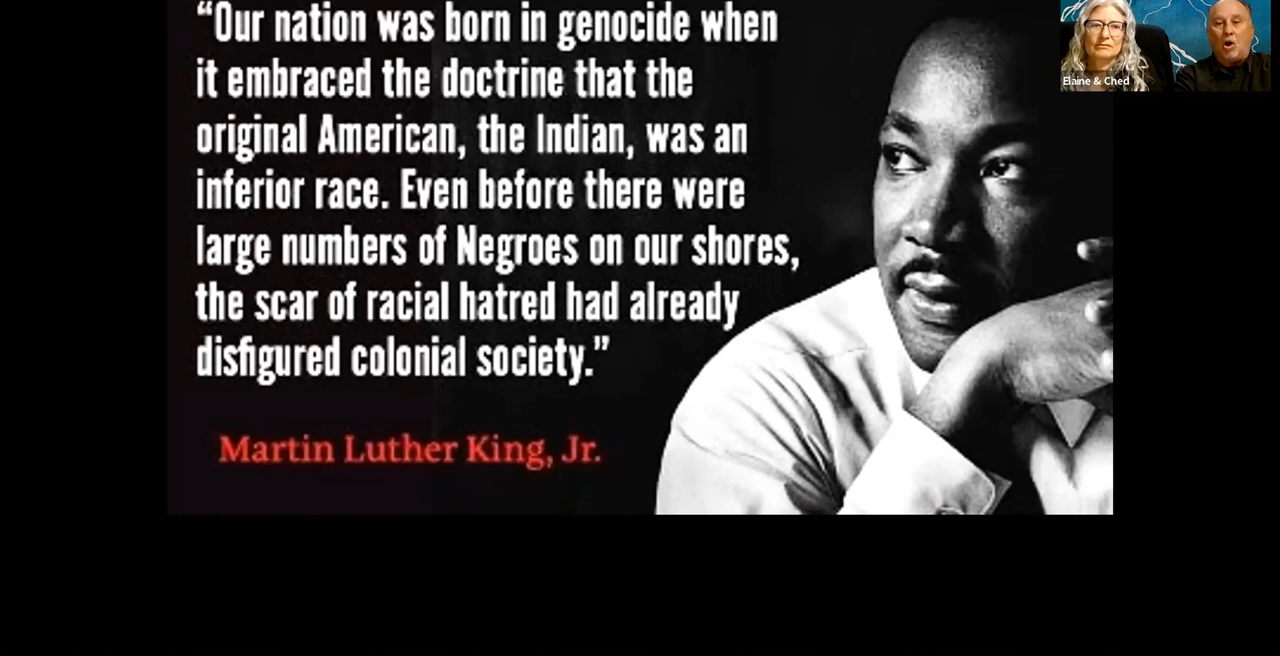 “Our nation was born in genocide when
it embraced the doctrine that the
original American, the Indian, was an
inferior race. Even before there were
large numbers of Negroes on our shores,
the scar of racial hatred had already
disfigured colonial society.”
Martin Luther King, Jr.
Elaine & Ched